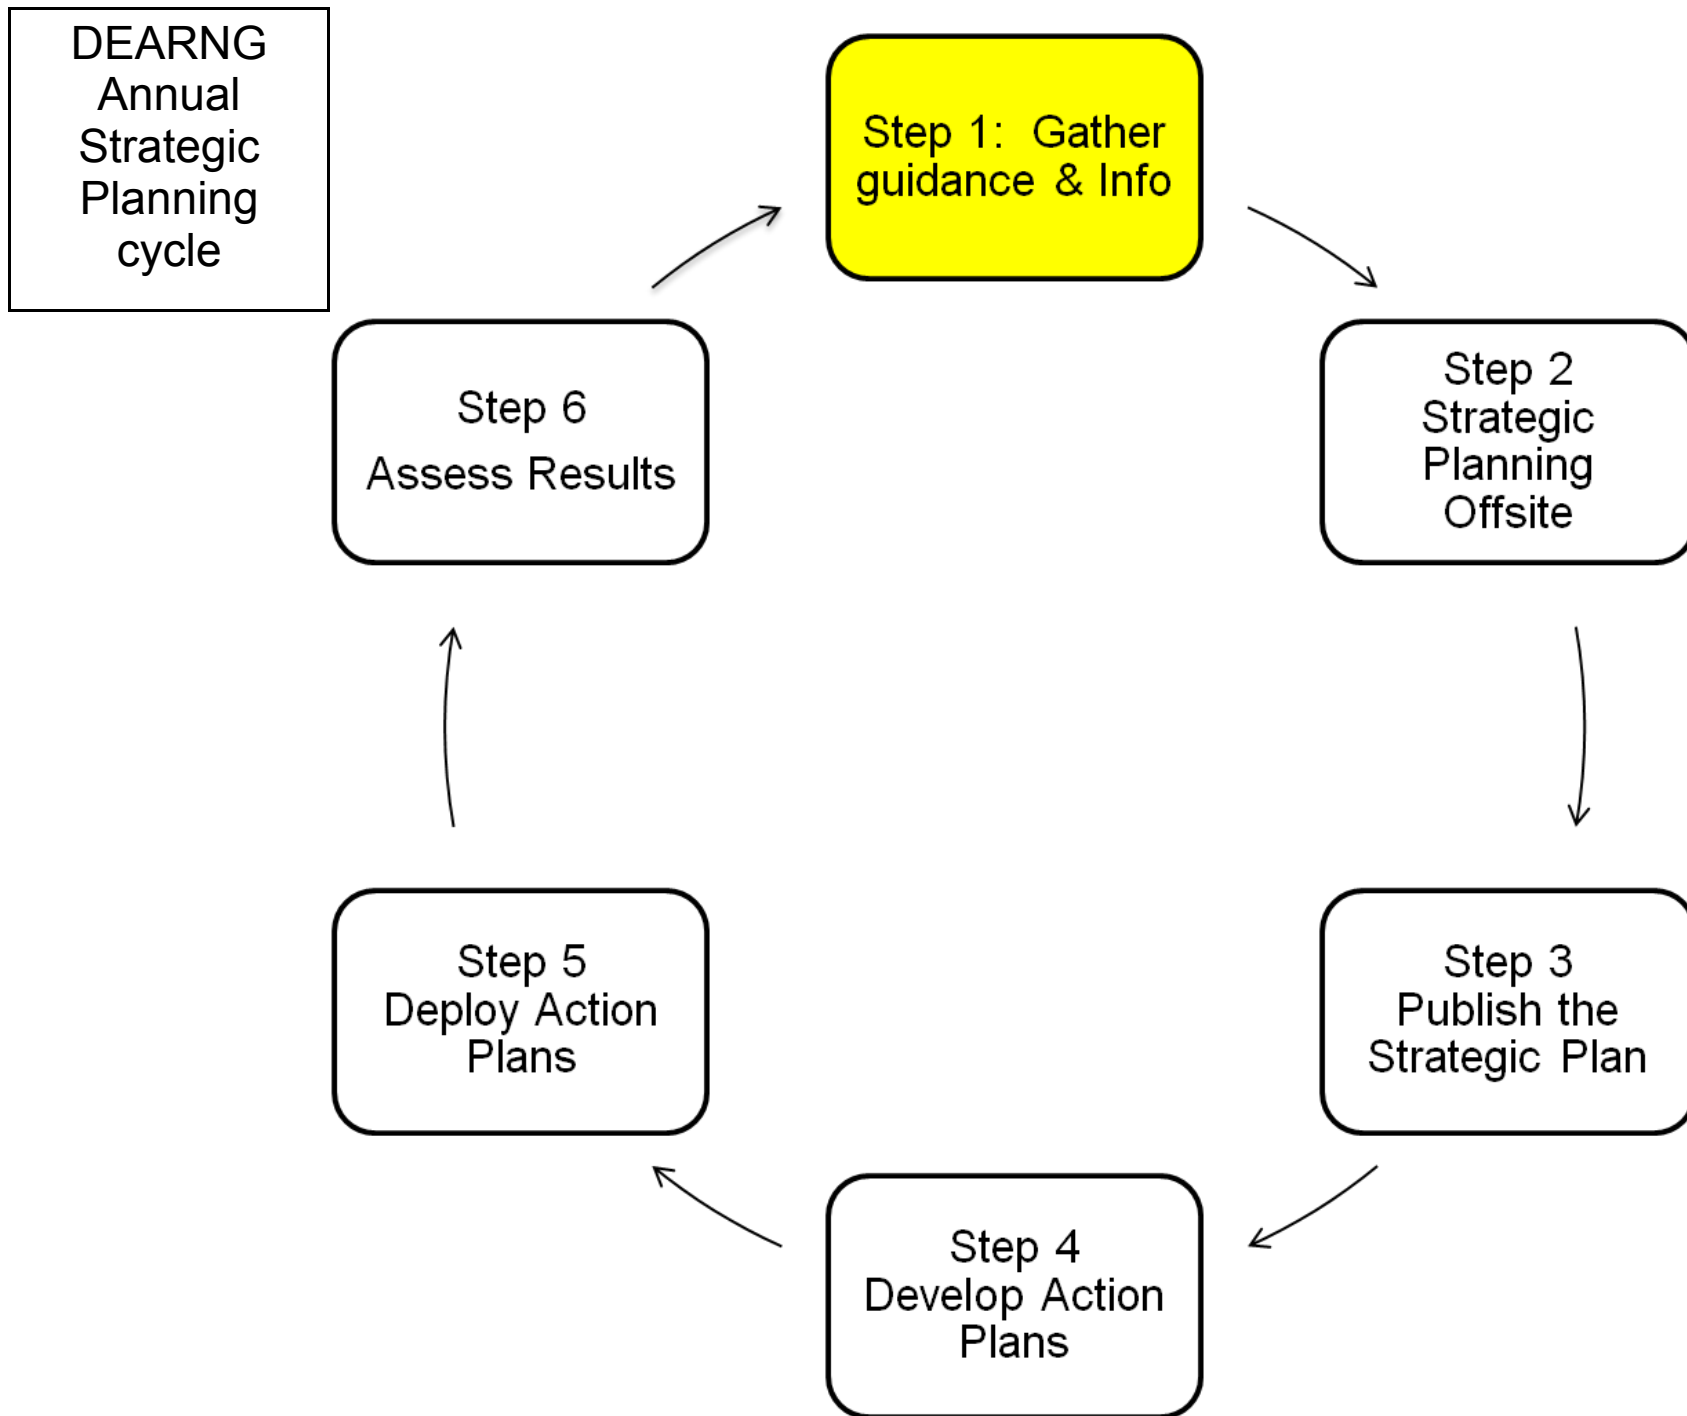 DEARNG
Annual
Strategic
Planning
cycle
Step 1: Gather
guidance & Info
Step 2
Strategic
Planning
Offsite
Step 3
Publish the
Strategic Plan
Step 4
Develop Action
Plans
Step 5
Deploy Action
Plans
Step 6
Assess Results